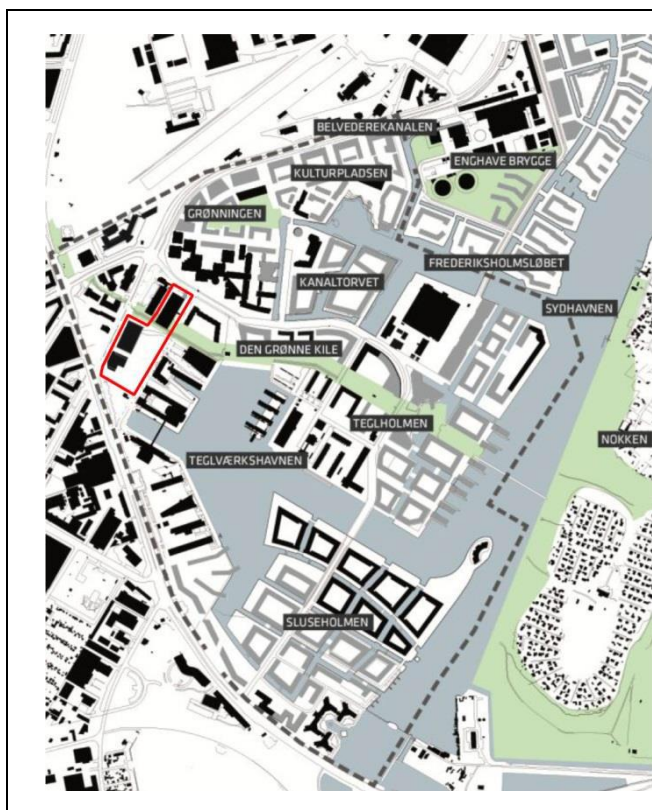 BELVEDEREKANALEN
ENGHAVE BRYGGE
KULTURPLADSEN
GRØNNINGEN
FREDERIKSHOLMSLØBET
KANALTORVET
SYDHAVNEN
DEN GRØNNE KILE
TEGLHOLMEN
NOKKEN
TEGLVÆRKSHAVNEN
SLUSEHOLMEN